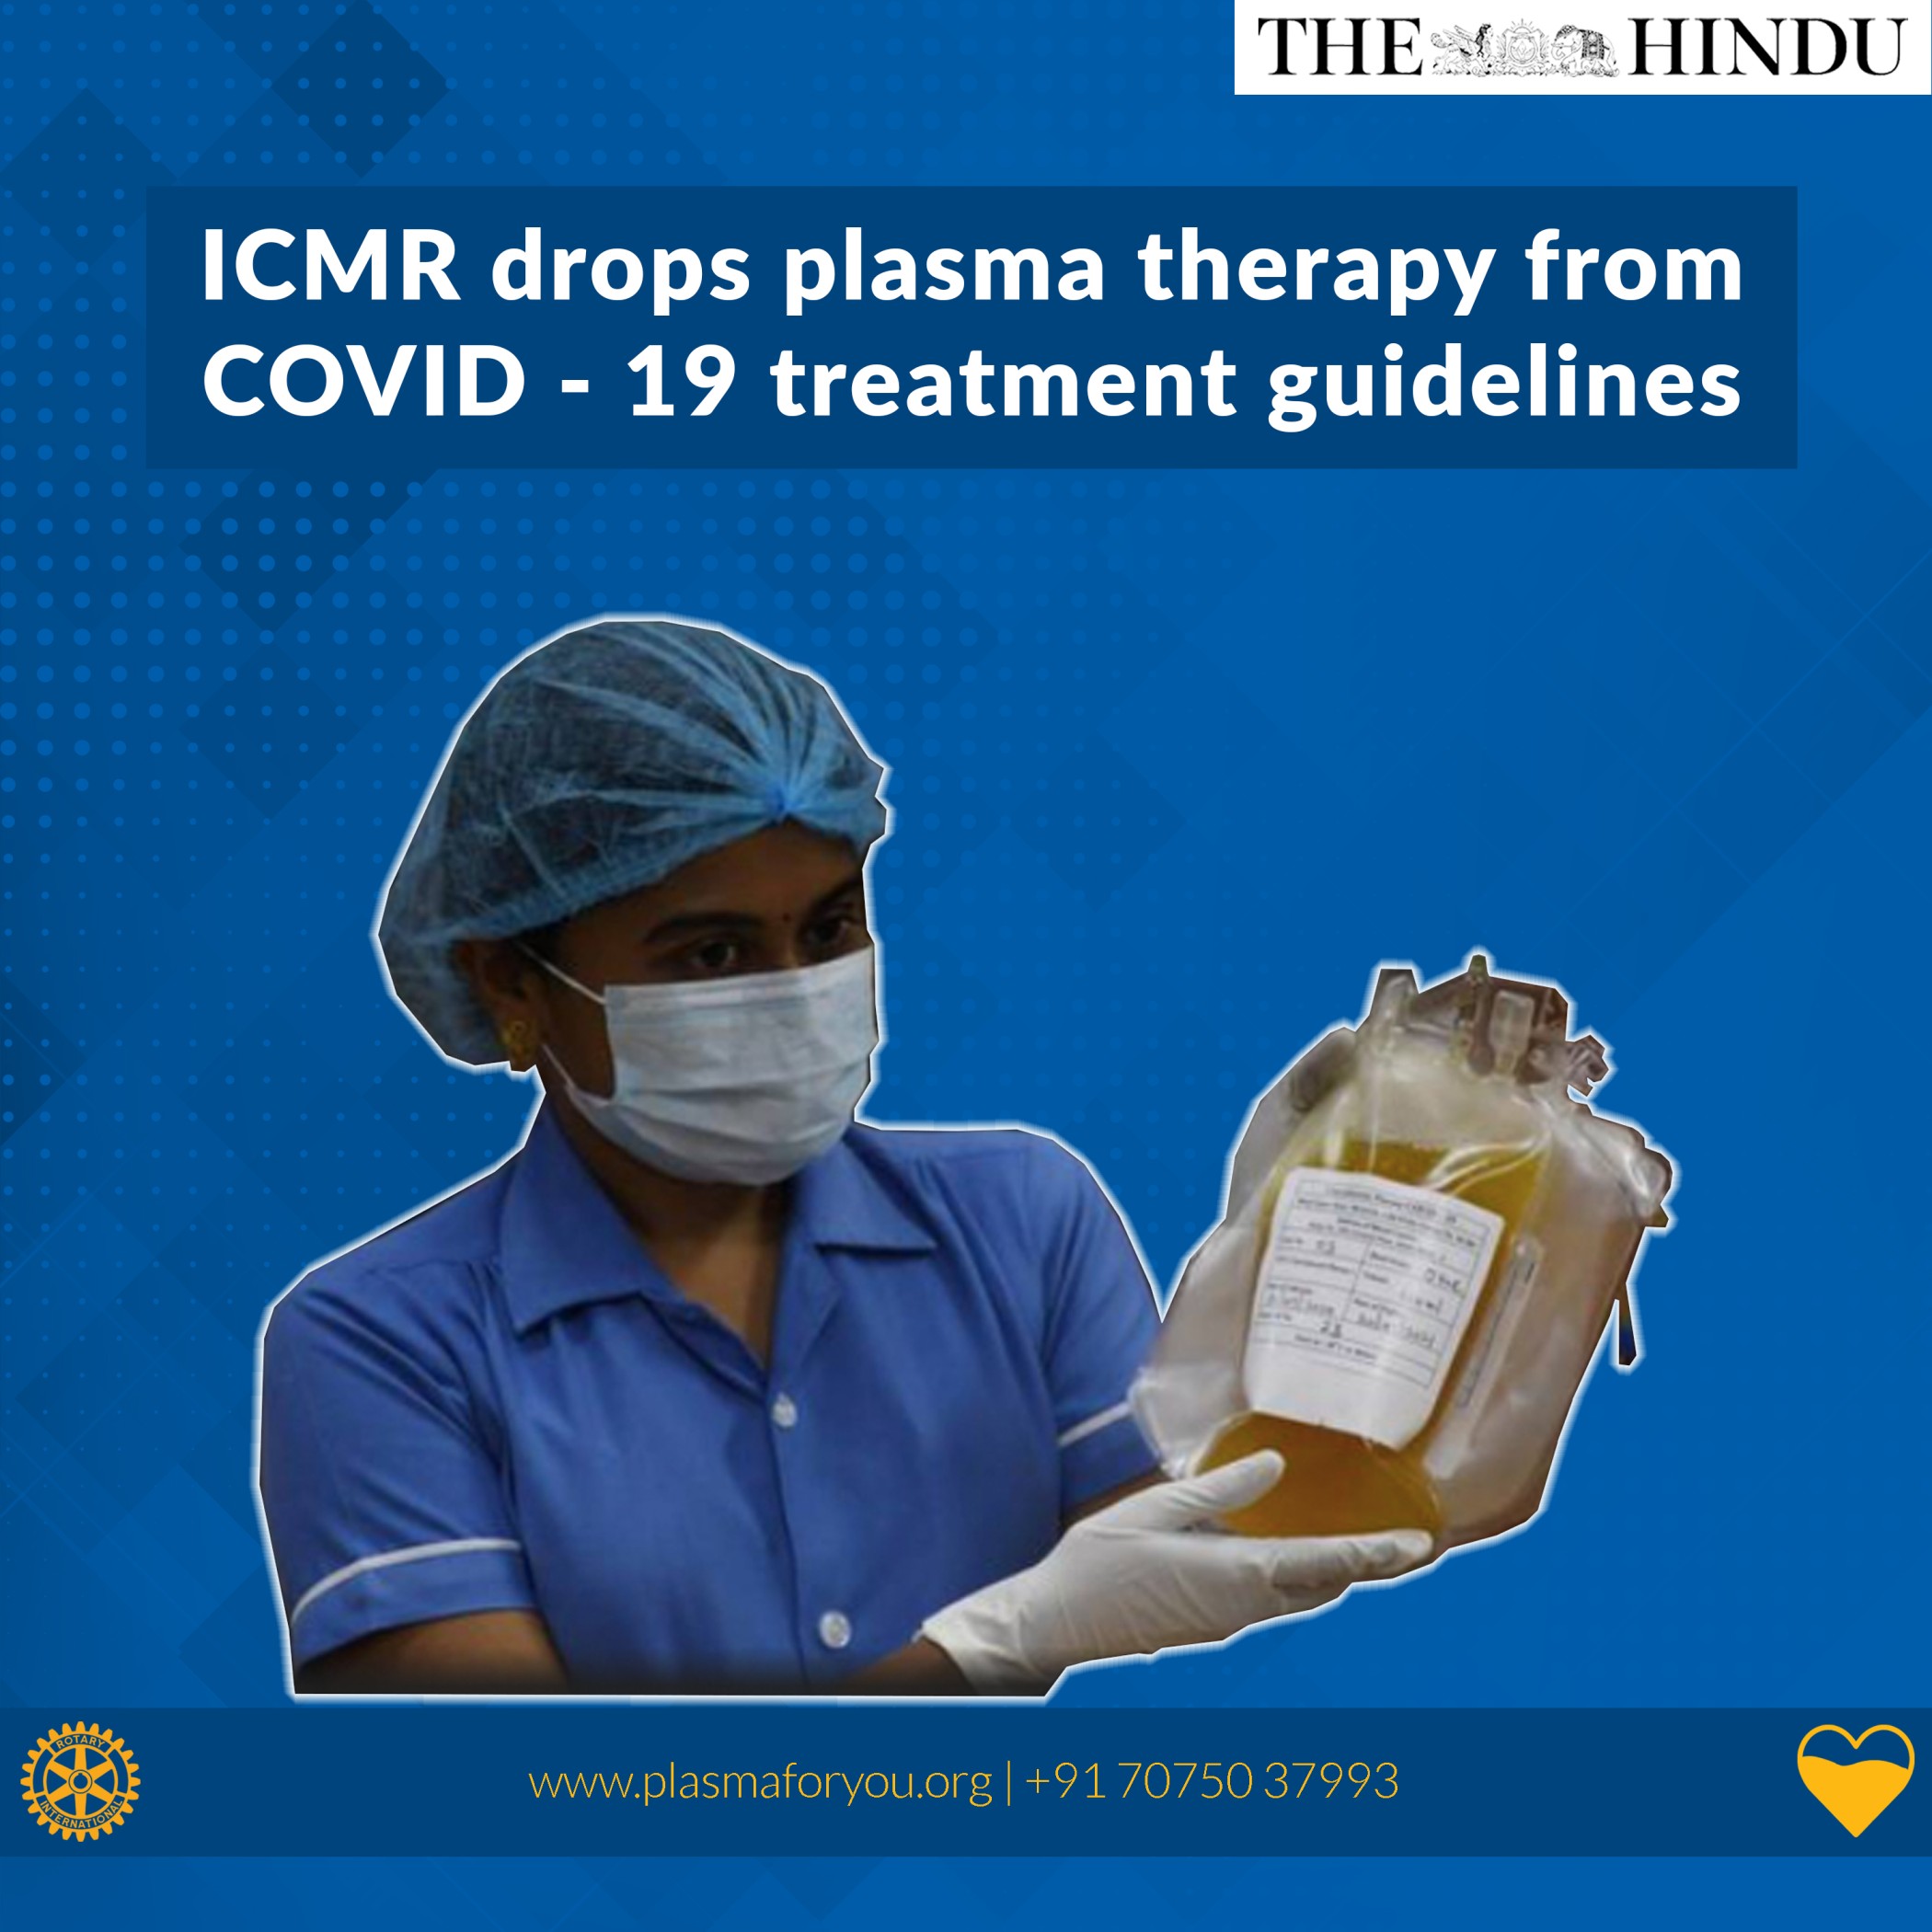 THE HINDU
ICMR drops plasma therapy from
COVID - 19 treatment guidelines
ROTARY
INTERNATIONAL
www.plasmaforyou.org | +91 70750 37993